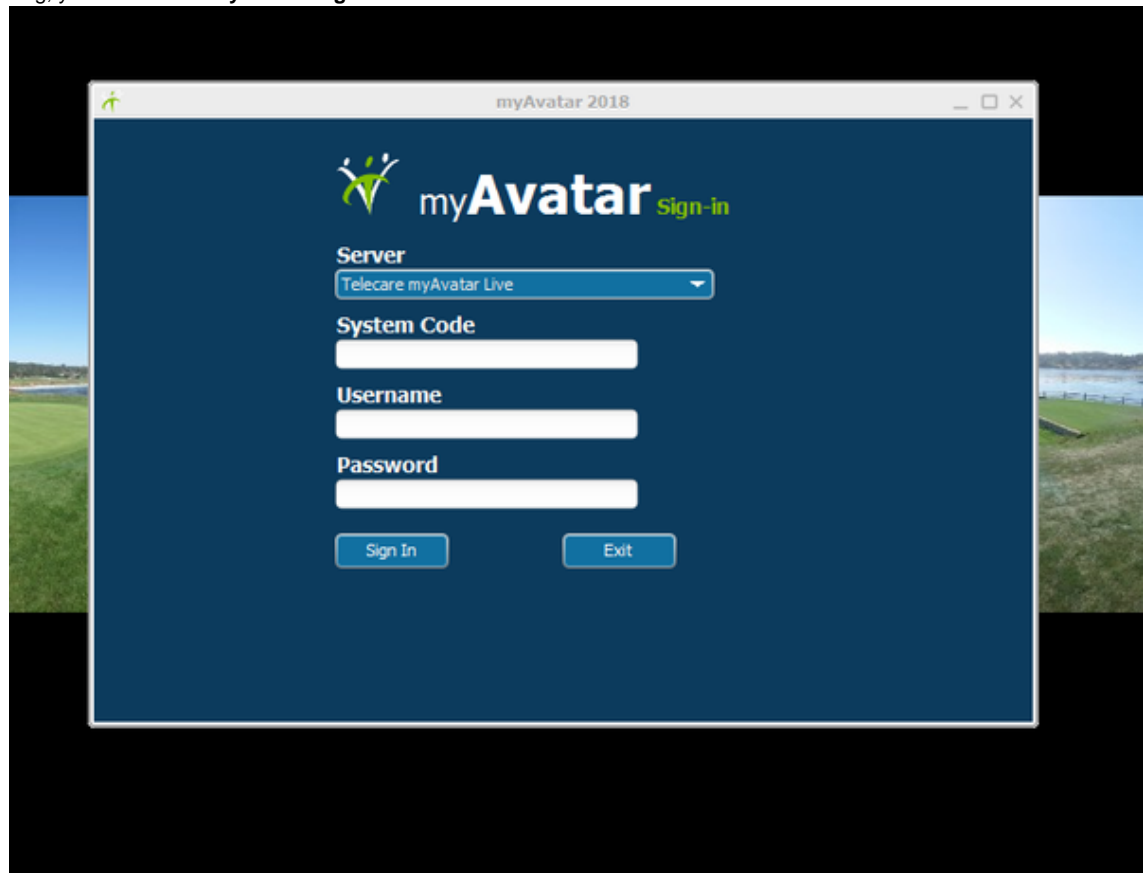 myAvatar 2018
myAvatar Sign-in
Server
Telecare myAvatar Live
System Code
Username
Password
Sign In
Exit